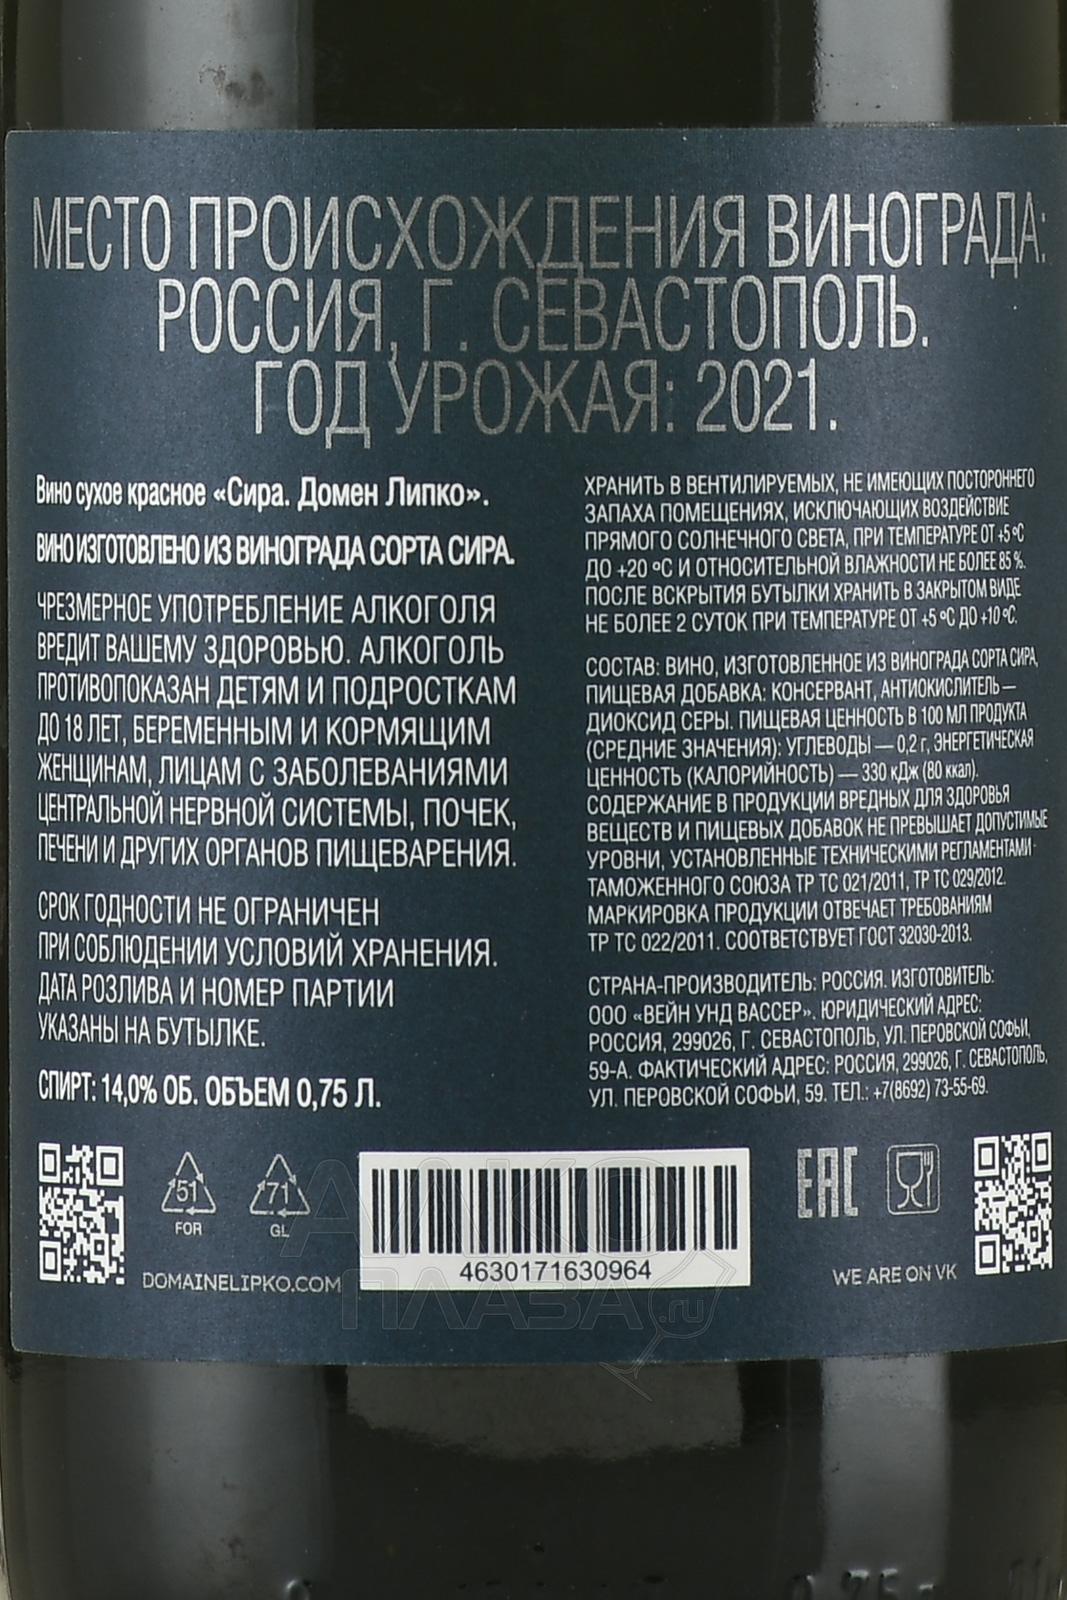 МЕСТО ПРОИСХОЖДЕНИЯ ВИНОГРАДА:
РОССИЯ, Г. СЕВАСТОПОЛЬ.
ГОД УРОЖАЯ: 2021.
Вино сухое красное «Сира. Домен Липко».
ВИНО ИЗГОТОВЛЕНО ИЗ ВИНОГРАДА СОРТА СИРА.
ЧРЕЗМЕРНОЕ УПОТРЕБЛЕНИЕ АЛКОГОЛЯ
ВРЕДИТ ВАШЕМУ ЗДОРОВЬЮ. АЛКОГОЛЬ
ПРОТИВОПОКАЗАН ДЕТЯМ И ПОДРОСТКАМ
ДО 18 ЛЕТ, БЕРЕМЕННЫМ И КОРМЯЩИМ
ЖЕНЩИНАМ, ЛИЦАМ С ЗАБОЛЕВАНИЯМИ
ЦЕНТРАЛЬНОЙ НЕРВНОЙ СИСТЕМЫ, ПОЧЕК,
ПЕЧЕНИ И ДРУГИХ ОРГАНОВ ПИЩЕВАРЕНИЯ.
СРОК ГОДНОСТИ НЕ ОГРАНИЧЕН
ПРИ СОБЛЮДЕНИИ УСЛОВИЙ ХРАНЕНИЯ.
ДАТА РОЗЛИВА И НОМЕР ПАРТИИ
УКАЗАНЫ НА БУТЫЛКЕ.
СПИРТ: 14,0% ОБ. ОБЪЕМ 0,75 Л.
ХРАНИТЬ В ВЕНТИЛИРУЕМЫХ, НЕ ИМЕЮЩИХ ПОСТОРОННЕГО
ЗАПАХА ПОМЕЩЕНИЯХ, ИСКЛЮЧАЮЩИХ ВОЗДЕЙСТВИЕ
ПРЯМОГО СОЛНЕЧНОГО СВЕТА, ПРИ ТЕМПЕРАТУРЕ ОТ +5 ºС
ДО +20 ºС И ОТНОСИТЕЛЬНОЙ ВЛАЖНОСТИ НЕ БОЛЕЕ 85 %.
ПОСЛЕ ВСКРЫТИЯ БУТЫЛКИ ХРАНИТЬ В ЗАКРЫТОМ ВИДЕ
НЕ БОЛЕЕ 2 СУТОК ПРИ ТЕМПЕРАТУРЕ ОТ +5 ºС ДО +10 ºС.
СОСТАВ: ВИНО, ИЗГОТОВЛЕННОЕ ИЗ ВИНОГРАДА СОРТА СИРА,
ПИЩЕВАЯ ДОБАВКА: КОНСЕРВАНТ, АНТИОКИСЛИТЕЛЬ —
ДИОКСИД СЕРЫ. ПИЩЕВАЯ ЦЕННОСТЬ В 100 МЛ ПРОДУКТА
(СРЕДНИЕ ЗНАЧЕНИЯ): УГЛЕВОДЫ — 0,2 г, ЭНЕРГЕТИЧЕСКАЯ
ЦЕННОСТЬ (КАЛОРИЙНОСТЬ) — 330 кДж (80 ккал).
СОДЕРЖАНИЕ В ПРОДУКЦИИ ВРЕДНЫХ ДЛЯ ЗДОРОВЬЯ
ВЕЩЕСТВ И ПИЩЕВЫХ ДОБАВОК НЕ ПРЕВЫШАЕТ ДОПУСТИМЫЕ
УРОВНИ, УСТАНОВЛЕННЫЕ ТЕХНИЧЕСКИМИ РЕГЛАМЕНТАМИ
ТАМОЖЕННОГО СОЮЗА ТР ТС 021/2011, ТР ТС 029/2012.
МАРКИРОВКА ПРОДУКЦИИ ОТВЕЧАЕТ ТРЕБОВАНИЯМ
ТР ТС 022/2011. СООТВЕТСТВУЕТ ГОСТ 32030-2013.
СТРАНА-ПРОИЗВОДИТЕЛЬ: РОССИЯ. ИЗГОТОВИТЕЛЬ:
ООО «ВЕЙН УНД ВАССЕР». ЮРИДИЧЕСКИЙ АДРЕС:
РОССИЯ, 299026, Г. СЕВАСТОПОЛЬ, УЛ. ПЕРОВСКОЙ СОФЬИ,
59-А. ФАКТИЧЕСКИЙ АДРЕС: РОССИЯ, 299026, Г. СЕВАСТОПОЛЬ,
УЛ. ПЕРОВСКОЙ СОФЬИ, 59. ТЕЛ.: +7(8692) 73-55-69.
51
FOR
71
GL
DOMAINELIPKO.COM
4630171630964
EAC
WE ARE ON VK
АЛКО
ПЛАЗА.ru